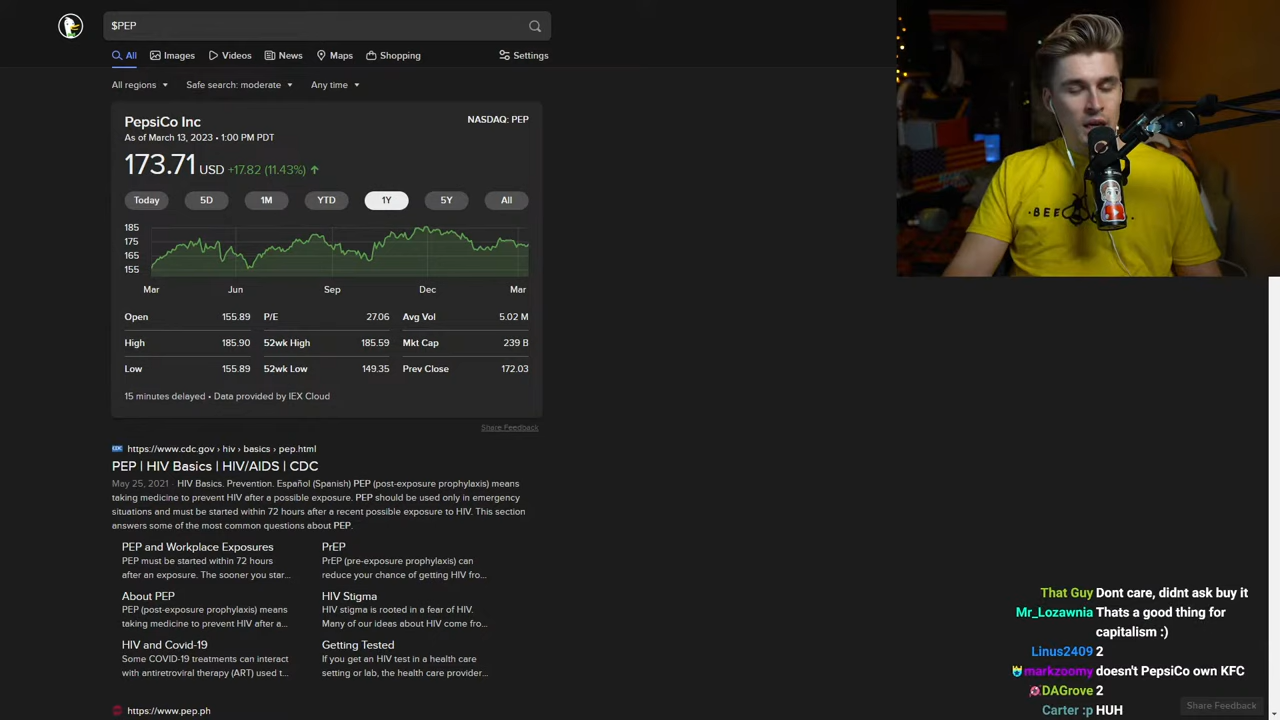 $PEP
All
Images
Videos
News
Maps
Shopping
Settings
All regions
Safe search: moderate
Any time
PepsiCo Inc
NASDAQ: PEP
As of March 13, 2023 • 1:00 PM PDT
173.71 USD +17.82 (11.43%) ↑
Today 5D 1M YTD 1Y 5Y All
185
175
165
155
Mar Jun Sep Dec Mar
Open 155.89 P/E 27.06 Avg Vol 5.02 M
High 185.90 52wk High 185.59 Mkt Cap 239 B
Low 155.89 52wk Low 149.35 Prev Close 172.03
15 minutes delayed • Data provided by IEX Cloud
Share Feedback
https://www.cdc.gov › hiv › basics › pep.html
PEP | HIV Basics | HIV/AIDS | CDC
May 25, 2021 · HIV Basics. Prevention. Español (Spanish) PEP (post-exposure prophylaxis) means
taking medicine to prevent HIV after a possible exposure. PEP should be used only in emergency
situations and must be started within 72 hours after a recent possible exposure to HIV. This section
answers some of the most common questions about PEP.
PEP and Workplace Exposures
PEP must be started within 72 hours
after an exposure. The sooner you star...
PrEP
PrEP (pre-exposure prophylaxis) can
reduce your chance of getting HIV fro...
About PEP
PEP (post-exposure prophylaxis) means
taking medicine to prevent HIV after a...
HIV Stigma
HIV stigma is rooted in a fear of HIV.
Many of our ideas about HIV come fro...
HIV and Covid-19
Some COVID-19 treatments can interact
with antiretroviral therapy (ART) used t...
Getting Tested
If you get an HIV test in a health care
setting or lab, the health care provider...
https://www.pep.ph
BEE
That Guy Dont care, didnt ask buy it
Mr_Lozawnia Thats a good thing for
capitalism :)
Linus2409 2
markzoomy doesn't PepsiCo own KFC
DAGrove 2
Carter :p HUH
Share Feedback